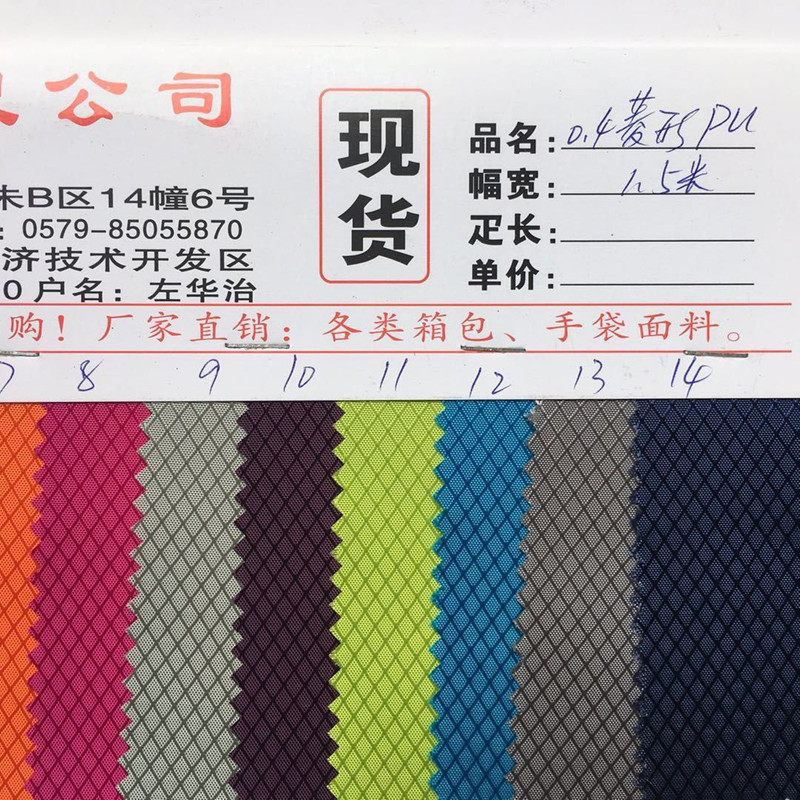 公司
现货
品名：0.4菱形PU
幅宽：1.5米
疋长：
单价：
B区14幢6号
：0579-85055870
济技术开发区
0户名：左华治
购！厂家直销：各类箱包、手袋面料。
7 8 9 10 11 12 13 14